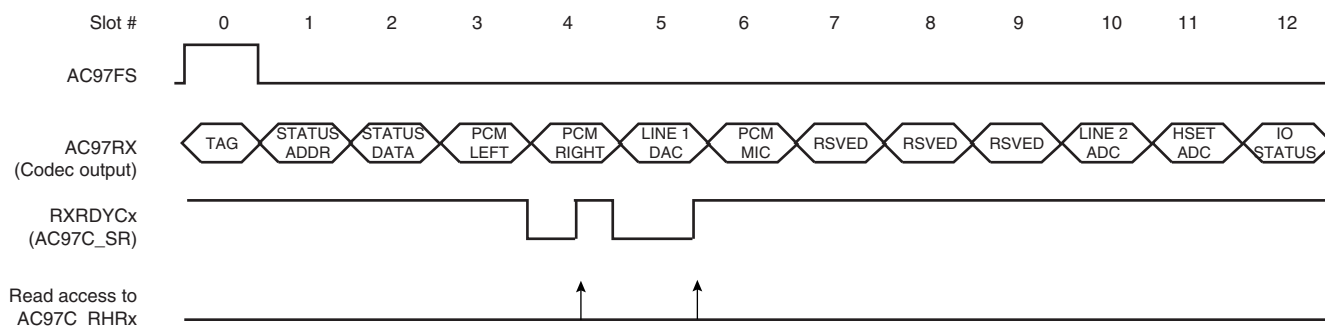 Slot # 0 1 2 3 4 5 6 7 8 9 10 11 12
AC97FS
AC97RX
(Codec output)
TAG
STATUS
ADDR
STATUS
DATA
PCM
LEFT
PCM
RIGHT
LINE 1
DAC
PCM
MIC
RSVED
RSVED
RSVED
LINE 2
ADC
HSET
ADC
IO
STATUS
RXRDYCx
(AC97C_SR)
Read access to
AC97C_RHRx